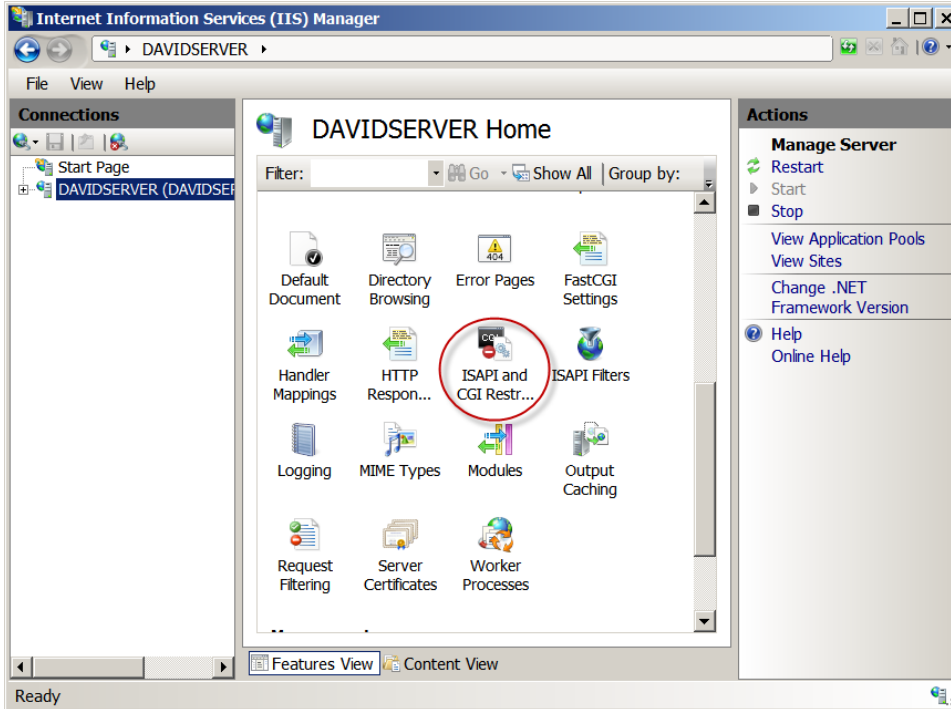 Internet Information Services (IIS) Manager
DAVIDSERVER
File View Help
Connections
Start Page
DAVIDSERVER (DAVIDSER
DAVIDSERVER Home
Filter: Go Show All Group by:
Default Document
Directory Browsing
Error Pages
404
FastCGI Settings
Handler Mappings
HTTP Respon...
CGI
ISAPI and CGI Restr...
ISAPI Filters
Logging
MIME Types
Modules
Output Caching
Request Filtering
Server Certificates
Worker Processes
Features View Content View
Ready
Actions
Manage Server
Restart
Start
Stop
View Application Pools
View Sites
Change .NET
Framework Version
Help
Online Help